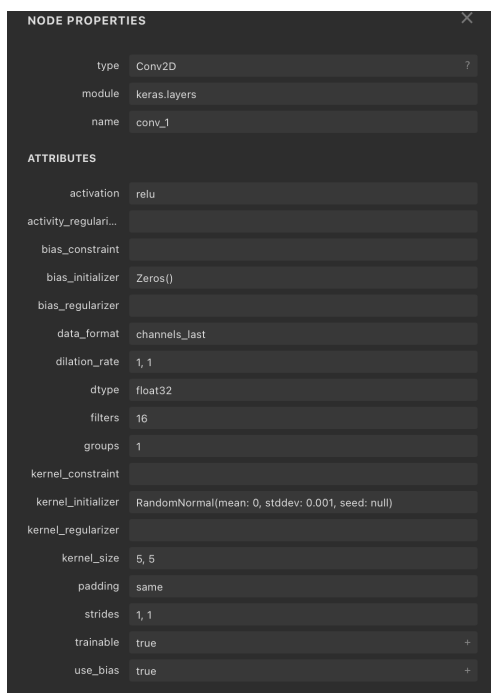 NODE PROPERTIES ×
type Conv2D ?
module keras.layers
name conv_1
ATTRIBUTES
activation relu
activity_regulari...
bias_constraint
bias_initializer Zeros()
bias_regularizer
data_format channels_last
dilation_rate 1, 1
dtype float32
filters 16
groups 1
kernel_constraint
kernel_initializer RandomNormal(mean: 0, stddev: 0.001, seed: null)
kernel_regularizer
kernel_size 5, 5
padding same
strides 1, 1
trainable true +
use_bias true +